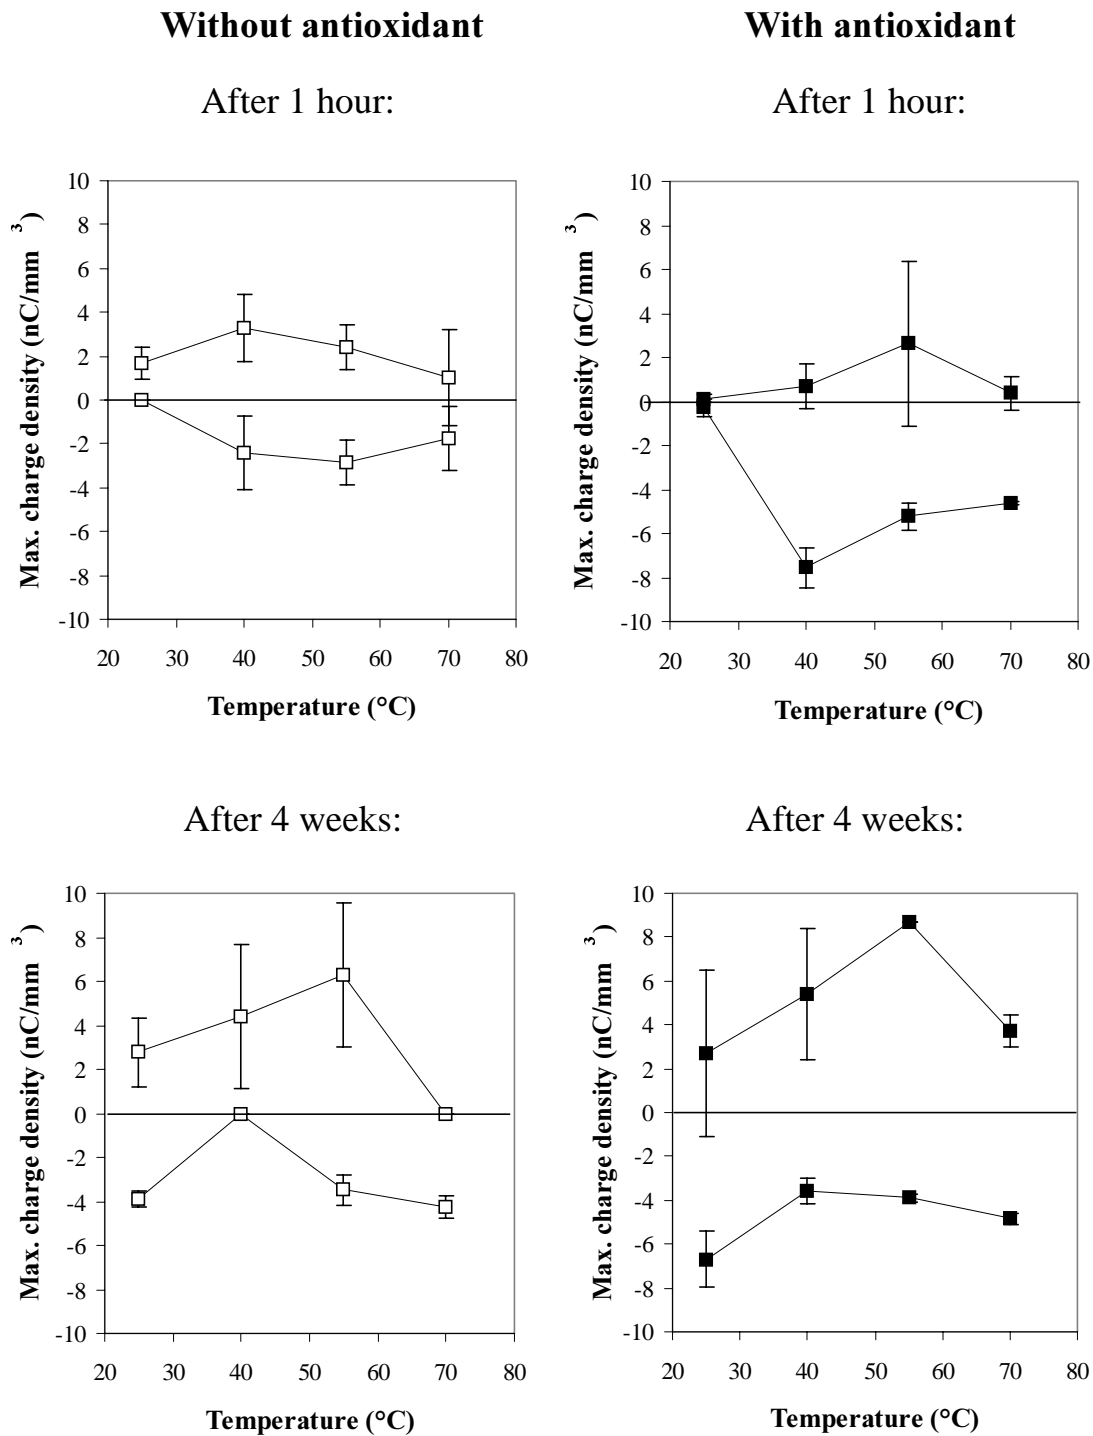 Without antioxidant
With antioxidant
After 1 hour:
After 1 hour:
Max. charge density (nC/mm 3)
10
8
6
4
2
0
-2
-4
-6
-8
-10
20 30 40 50 60 70 80
Temperature (°C)
Max. charge density (nC/mm 3)
10
8
6
4
2
0
-2
-4
-6
-8
-10
20 30 40 50 60 70 80
Temperature (°C)
After 4 weeks:
After 4 weeks:
Max. charge density (nC/mm 3)
10
8
6
4
2
0
-2
-4
-6
-8
-10
20 30 40 50 60 70 80
Temperature (°C)
Max. charge density (nC/mm 3)
10
8
6
4
2
0
-2
-4
-6
-8
-10
20 30 40 50 60 70 80
Temperature (°C)